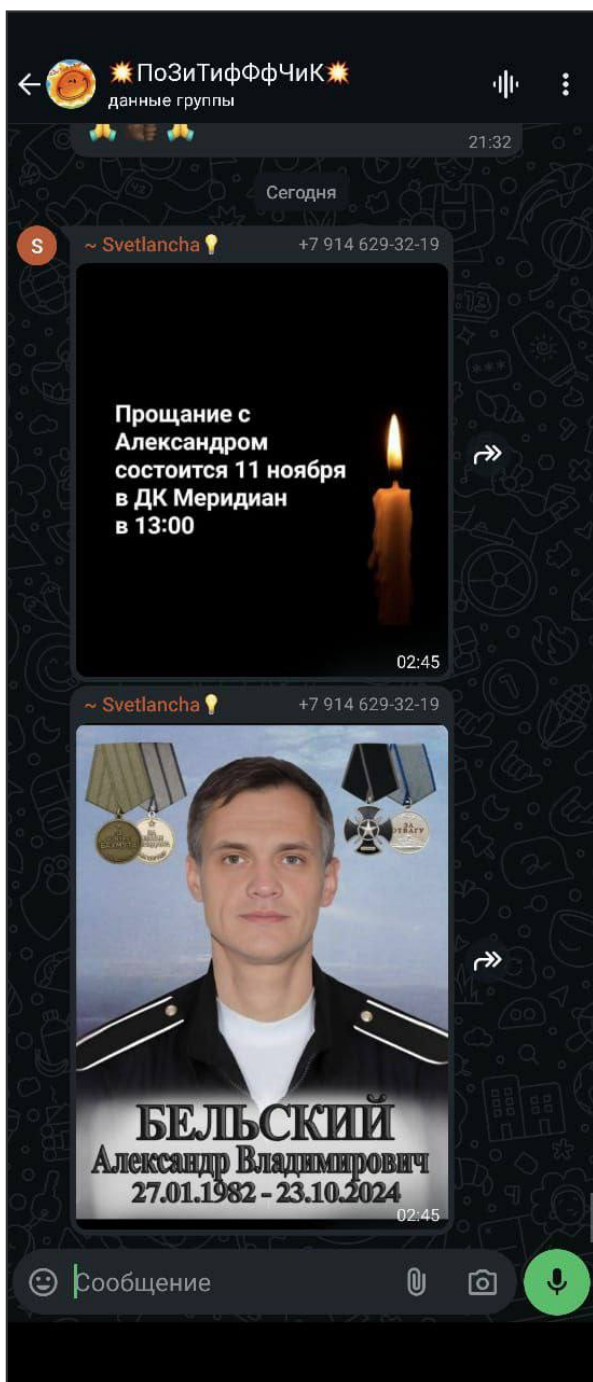 💥ПоЗиТифФфЧиК💥
данные группы
🙏🏿👊🏿🙏
21:32
Сегодня
S
~ Svetlancha💡 +7 914 629-32-19
Прощание с
Александром
состоится 11 ноября
в ДК Меридиан
в 13:00
02:45
~ Svetlancha💡 +7 914 629-32-19
ЗА
ОТВАГУ
БЕЛЬСКИЙ
Александр Владимирович
27.01.1982 - 23.10.2024
02:45
Сообщение